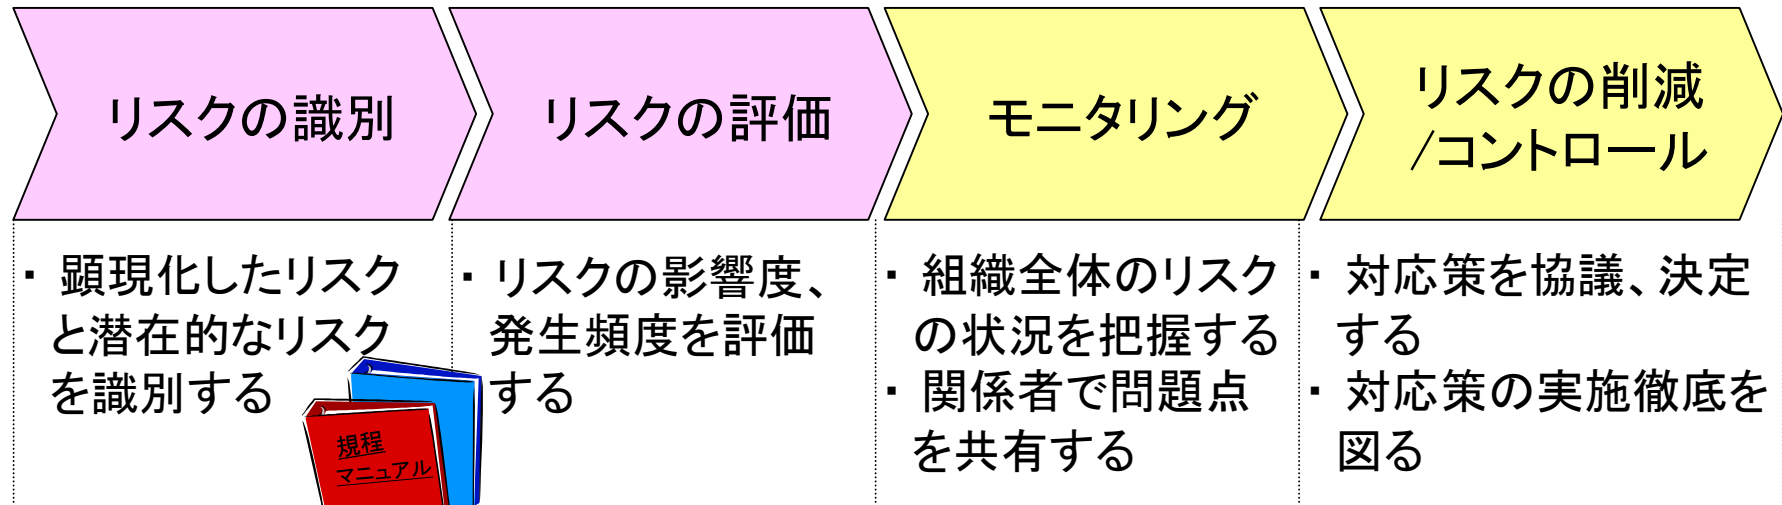 リスクの識別
リスクの評価
モニタリング
リスクの削減
/コントロール
・ 顕現化したリスク
と潜在的なリスク
を識別する
・ リスクの影響度、
発生頻度を評価
する
・ 組織全体のリスク
の状況を把握する
・ 関係者で問題点
を共有する
・ 対応策を協議、決定
する
・ 対応策の実施徹底を
図る
規程
マニュアル